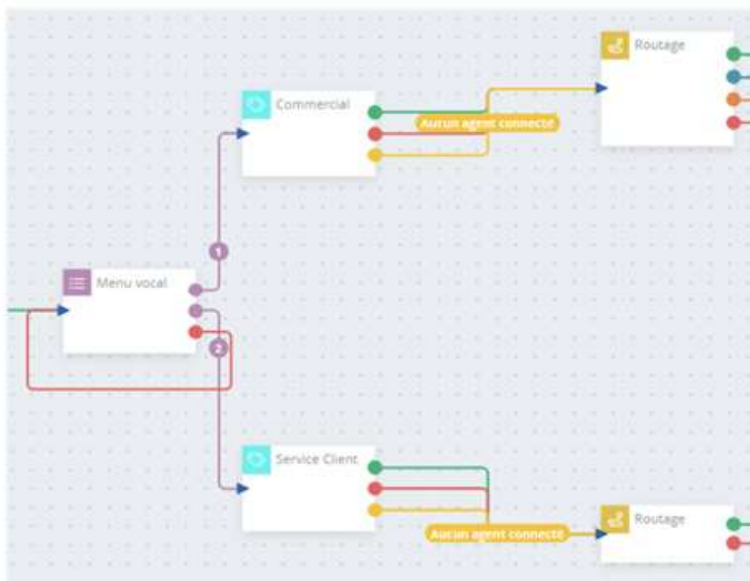 Routage
Commercial
Aucun agent connecté
1
Menu vocal
2
Service Client
Routage
Aucun agent connecté